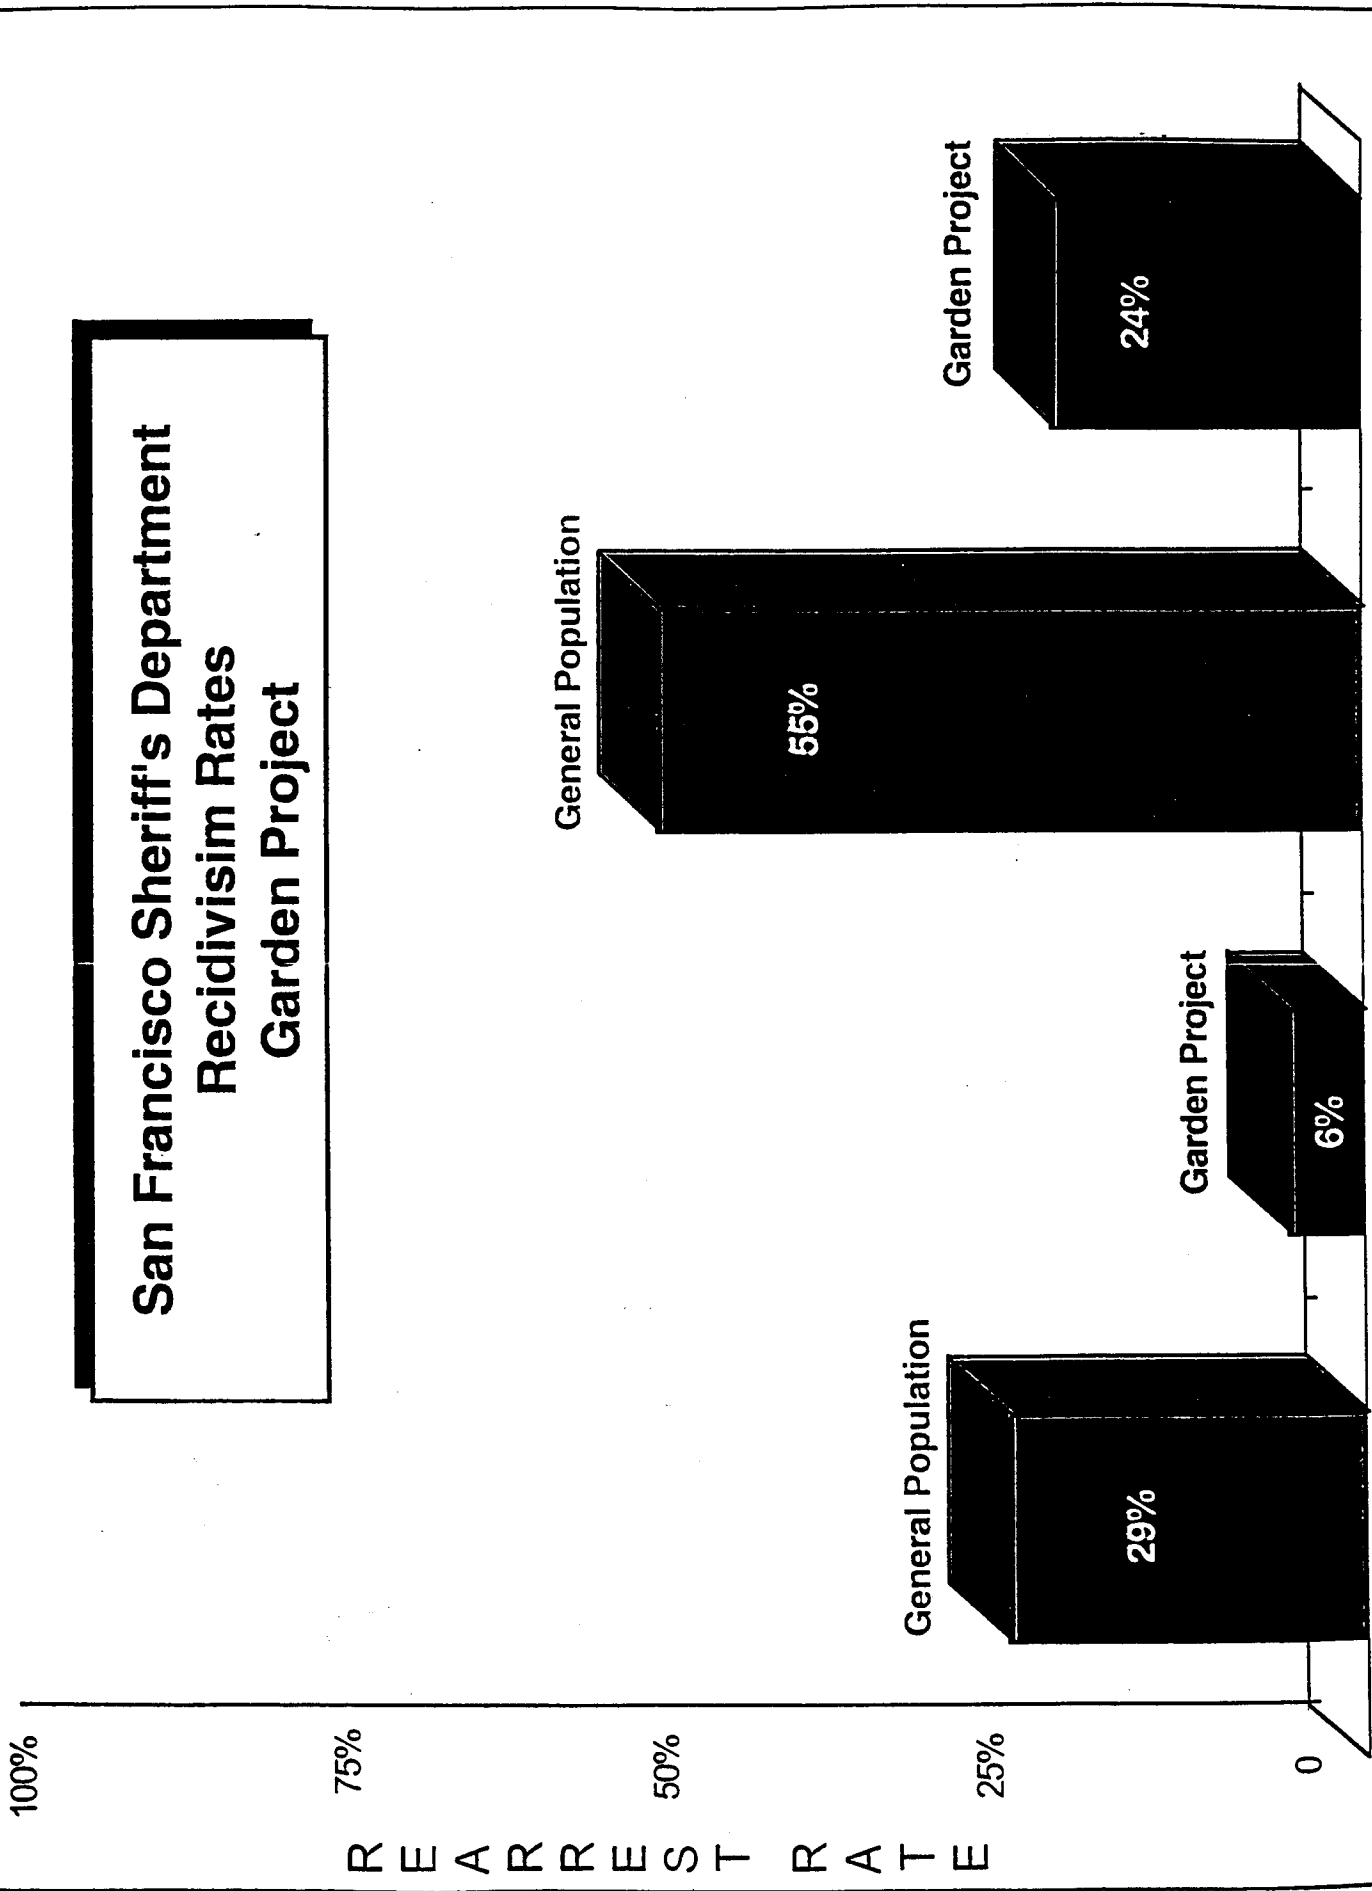 San Francisco Sheriff's Department
Recidivisim Rates
Garden Project
REARREST RATE
100%
75%
50%
25%
0
General Population
29%
Garden Project
6%
General Population
55%
Garden Project
24%